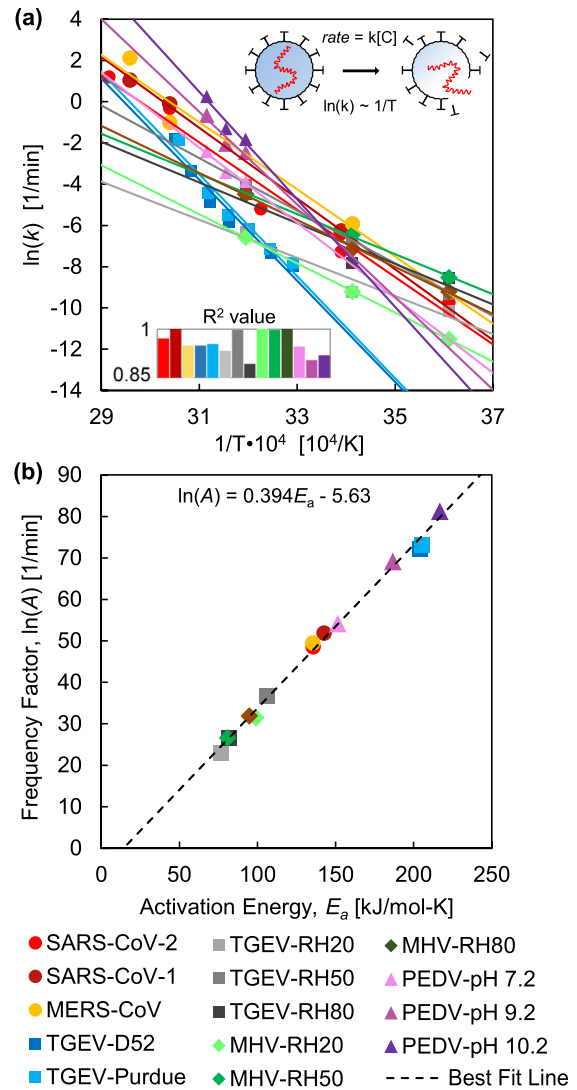 (a)
4
2
0
-2
-4
-6
-8
-10
-12
-14
ln(k) [1/min]
rate = k[C]
ln(k) ~ 1/T
R² value
1
0.85
29 31 33 35 37
1/T•10⁴ [10⁴/K]
(b)
90
80
70
60
50
40
30
20
10
0
Frequency Factor, ln(A) [1/min]
ln(A) = 0.394Eₐ - 5.63
0 50 100 150 200 250
Activation Energy, Eₐ [kJ/mol-K]
SARS-CoV-2
SARS-CoV-1
MERS-CoV
TGEV-D52
TGEV-Purdue
TGEV-RH20
TGEV-RH50
TGEV-RH80
MHV-RH20
MHV-RH50
MHV-RH80
PEDV-pH 7.2
PEDV-pH 9.2
PEDV-pH 10.2
Best Fit Line